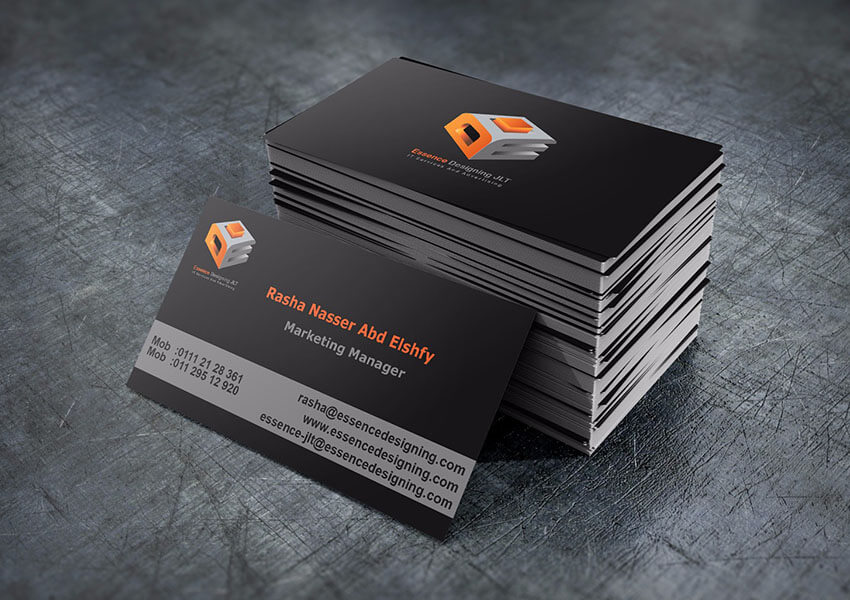 Essence Designing JLT
IT Services And Advertising
Essence Designing JLT
IT Services And Advertising
Rasha Nasser Abd Elshfy
Marketing Manager
Mob :0111 21 28 361
Mob :011 295 12 920
rasha@essencedesigning.com
www.essencedesigning.com
essence-jlt@essencedesigning.com